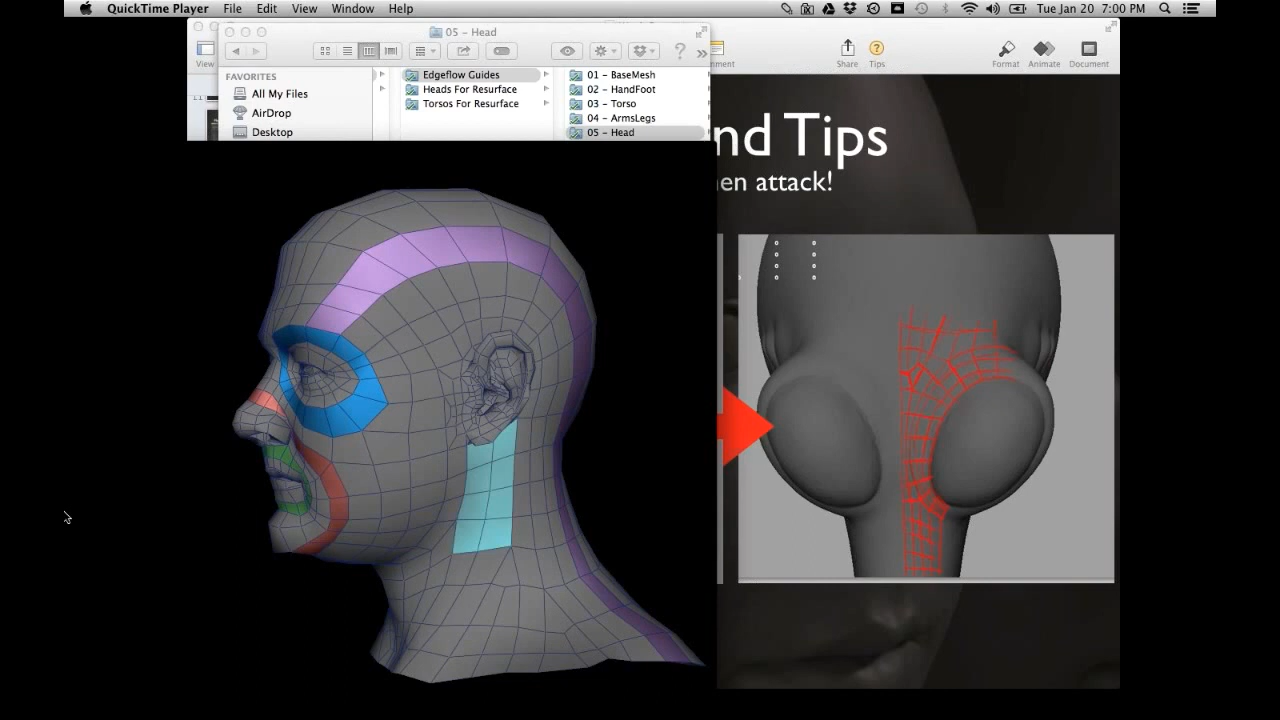 QuickTime Player File Edit View Window Help Tue Jan 20 7:00 PM
05 - Head
View
Share Tips Format Animate Document
FAVORITES
All My Files
AirDrop
Desktop
Edgeflow Guides
Heads For Resurface
Torsos For Resurface
01 - BaseMesh
02 - HandFoot
03 - Torso
04 - ArmsLegs
05 - Head
nd Tips
en attack!